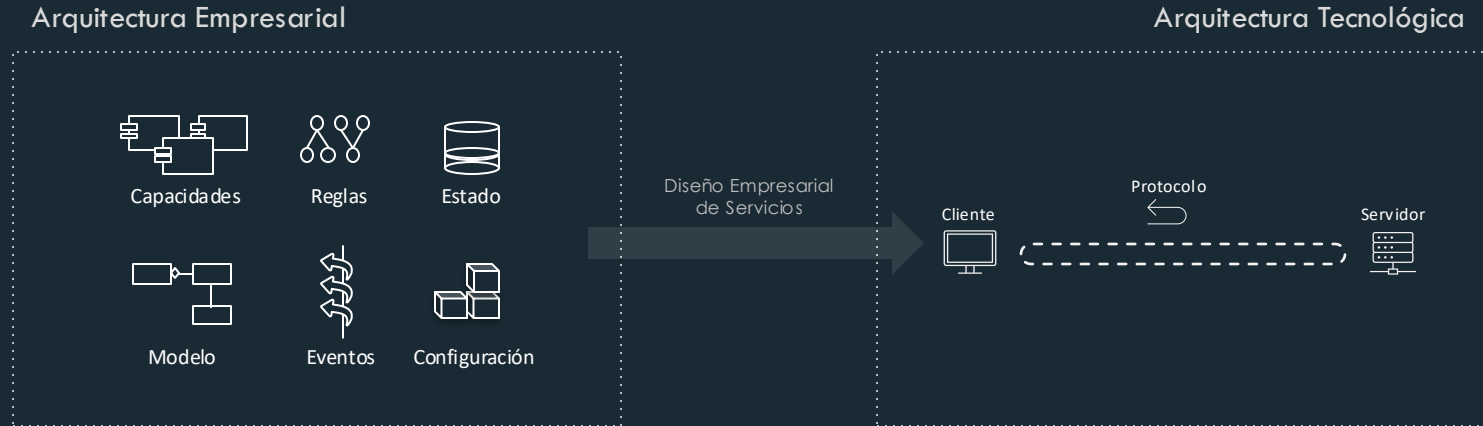 Arquitectura Empresarial
Arquitectura Tecnológica
Capacidades
Reglas
Estado
Modelo
Eventos
Configuración
Diseño Empresarial
de Servicios
Protocolo
Cliente
Servidor